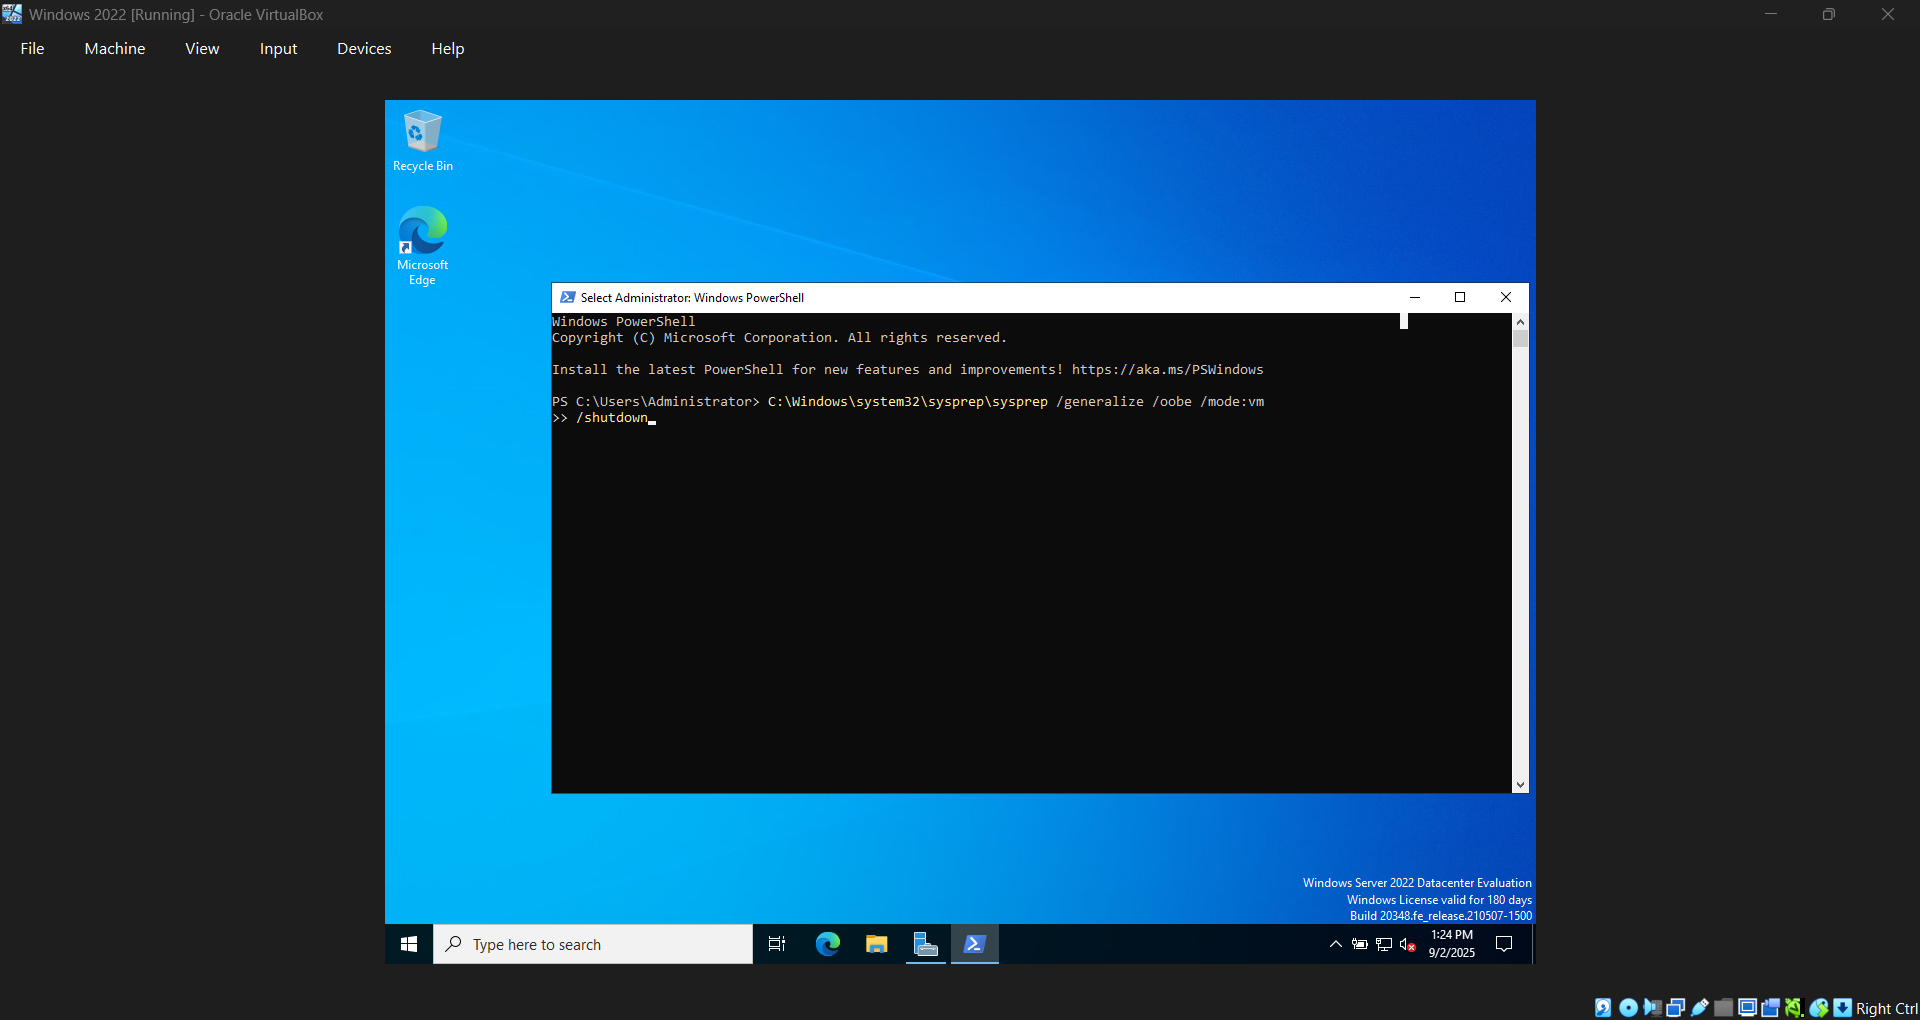 Windows 2022 [Running] - Oracle VirtualBox
File Machine View Input Devices Help
Recycle Bin
Microsoft
Edge
Select Administrator: Windows PowerShell
Windows PowerShell
Copyright (C) Microsoft Corporation. All rights reserved.
Install the latest PowerShell for new features and improvements! https://aka.ms/PSWindows
PS C:\Users\Administrator> C:\Windows\system32\sysprep\sysprep /generalize /oobe /mode:vm
>> /shutdown_
Windows Server 2022 Datacenter Evaluation
Windows License valid for 180 days
Build 20348.fe_release.210507-1500
Type here to search
1:24 PM
9/2/2025
Right Ctrl